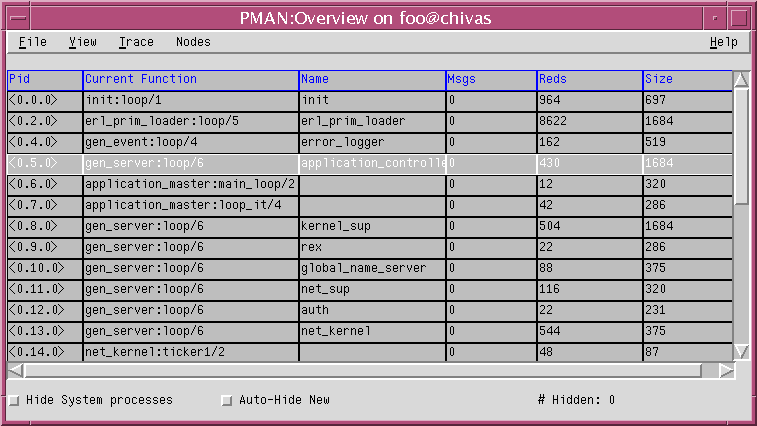 PMAN:Overview on foo@chivas
File View Trace Nodes Help
Pid Current Function Name Msgs Reds Size
<0.0.0> init:loop/1 init 0 964 697
<0.2.0> erl_prim_loader:loop/5 erl_prim_loader 0 8622 1684
<0.4.0> gen_event:loop/4 error_logger 0 162 519
<0.5.0> gen_server:loop/6 application_controlle 0 430 1684
<0.6.0> application_master:main_loop/2 0 12 320
<0.7.0> application_master:loop_it/4 0 42 286
<0.8.0> gen_server:loop/6 kernel_sup 0 504 1684
<0.9.0> gen_server:loop/6 rex 0 22 286
<0.10.0> gen_server:loop/6 global_name_server 0 88 375
<0.11.0> gen_server:loop/6 net_sup 0 116 320
<0.12.0> gen_server:loop/6 auth 0 22 231
<0.13.0> gen_server:loop/6 net_kernel 0 544 375
<0.14.0> net_kernel:ticker1/2 0 48 87
Hide System processes Auto-Hide New # Hidden: 0